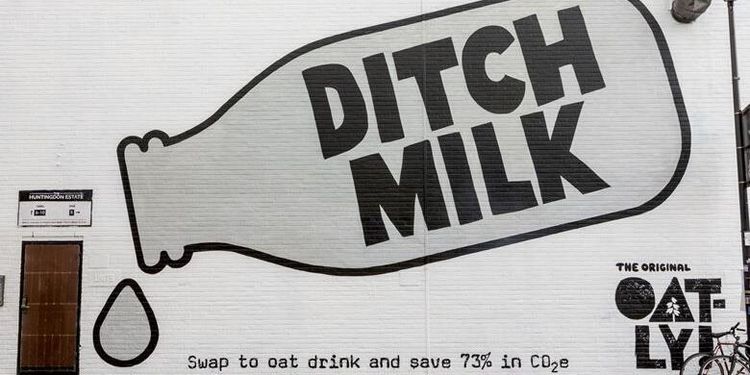 DITCH
MILK
HUNTINGDON ESTATE
THE ORIGINAL
OAT-
LY!
Swap to oat drink and save 73% in CO₂e